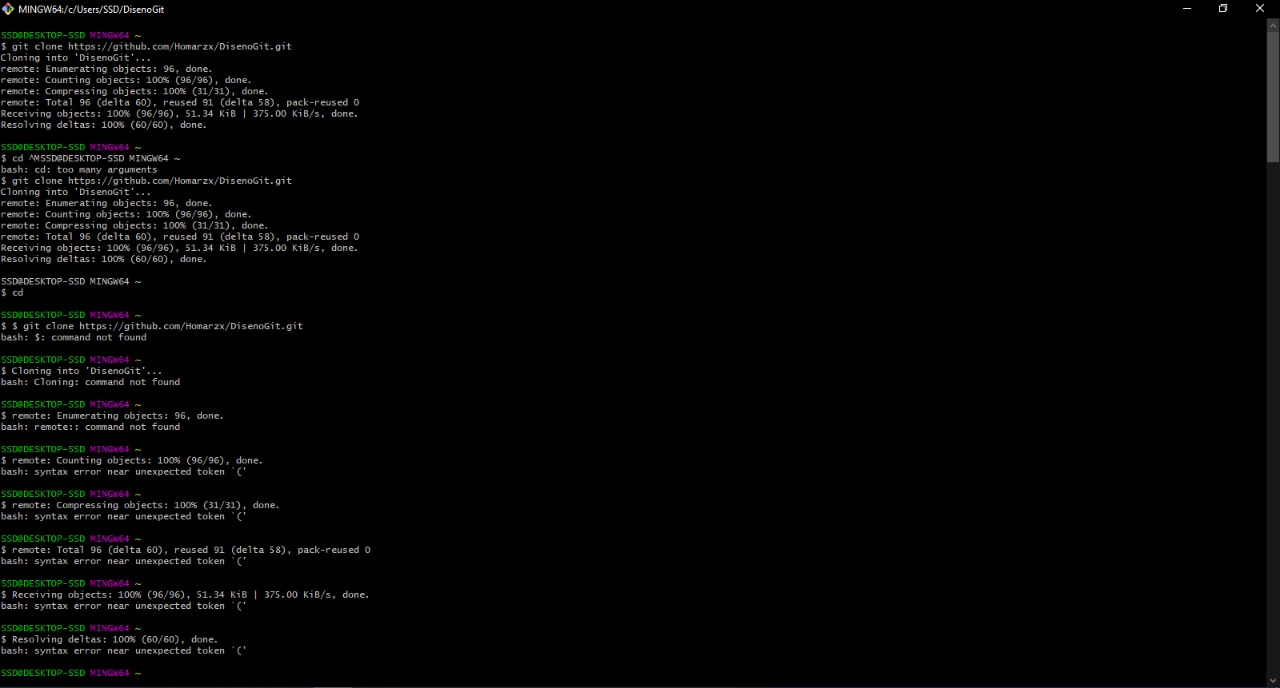 MINGW64:/c/Users/SSD/DisenoGit
SSD@DESKTOP-SSD MINGW64 ~
$ git clone https://github.com/Homarzx/DisenoGit.git
Cloning into 'DisenoGit'...
remote: Enumerating objects: 96, done.
remote: Counting objects: 100% (96/96), done.
remote: Compressing objects: 100% (31/31), done.
remote: Total 96 (delta 60), reused 91 (delta 58), pack-reused 0
Receiving objects: 100% (96/96), 51.34 KiB | 375.00 KiB/s, done.
Resolving deltas: 100% (60/60), done.
SSD@DESKTOP-SSD MINGW64 ~
$ cd ^MSSD@DESKTOP-SSD MINGW64 ~
bash: cd: too many arguments
$ git clone https://github.com/Homarzx/DisenoGit.git
Cloning into 'DisenoGit'...
remote: Enumerating objects: 96, done.
remote: Counting objects: 100% (96/96), done.
remote: Compressing objects: 100% (31/31), done.
remote: Total 96 (delta 60), reused 91 (delta 58), pack-reused 0
Receiving objects: 100% (96/96), 51.34 KiB | 375.00 KiB/s, done.
Resolving deltas: 100% (60/60), done.
SSD@DESKTOP-SSD MINGW64 ~
$ cd
SSD@DESKTOP-SSD MINGW64 ~
$ $ git clone https://github.com/Homarzx/DisenoGit.git
bash: $: command not found
SSD@DESKTOP-SSD MINGW64 ~
$ Cloning into 'DisenoGit'...
bash: Cloning: command not found
SSD@DESKTOP-SSD MINGW64 ~
$ remote: Enumerating objects: 96, done.
bash: remote:: command not found
SSD@DESKTOP-SSD MINGW64 ~
$ remote: Counting objects: 100% (96/96), done.
bash: syntax error near unexpected token `('
SSD@DESKTOP-SSD MINGW64 ~
$ remote: Compressing objects: 100% (31/31), done.
bash: syntax error near unexpected token `('
SSD@DESKTOP-SSD MINGW64 ~
$ remote: Total 96 (delta 60), reused 91 (delta 58), pack-reused 0
bash: syntax error near unexpected token `('
SSD@DESKTOP-SSD MINGW64 ~
$ Receiving objects: 100% (96/96), 51.34 KiB | 375.00 KiB/s, done.
bash: syntax error near unexpected token `('
SSD@DESKTOP-SSD MINGW64 ~
$ Resolving deltas: 100% (60/60), done.
bash: syntax error near unexpected token `('
SSD@DESKTOP-SSD MINGW64 ~